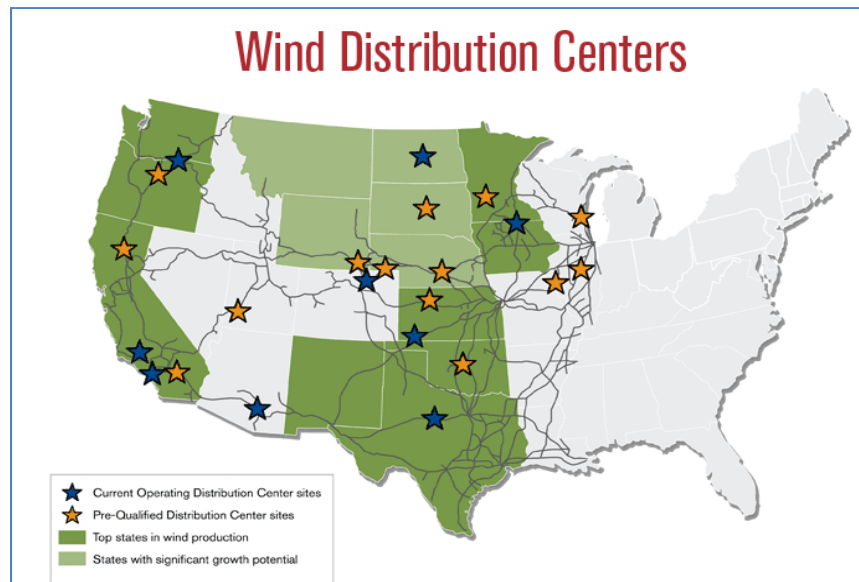 Wind Distribution Centers
Current Operating Distribution Center sites
Pre-Qualified Distribution Center sites
Top states in wind production
States with significant growth potential